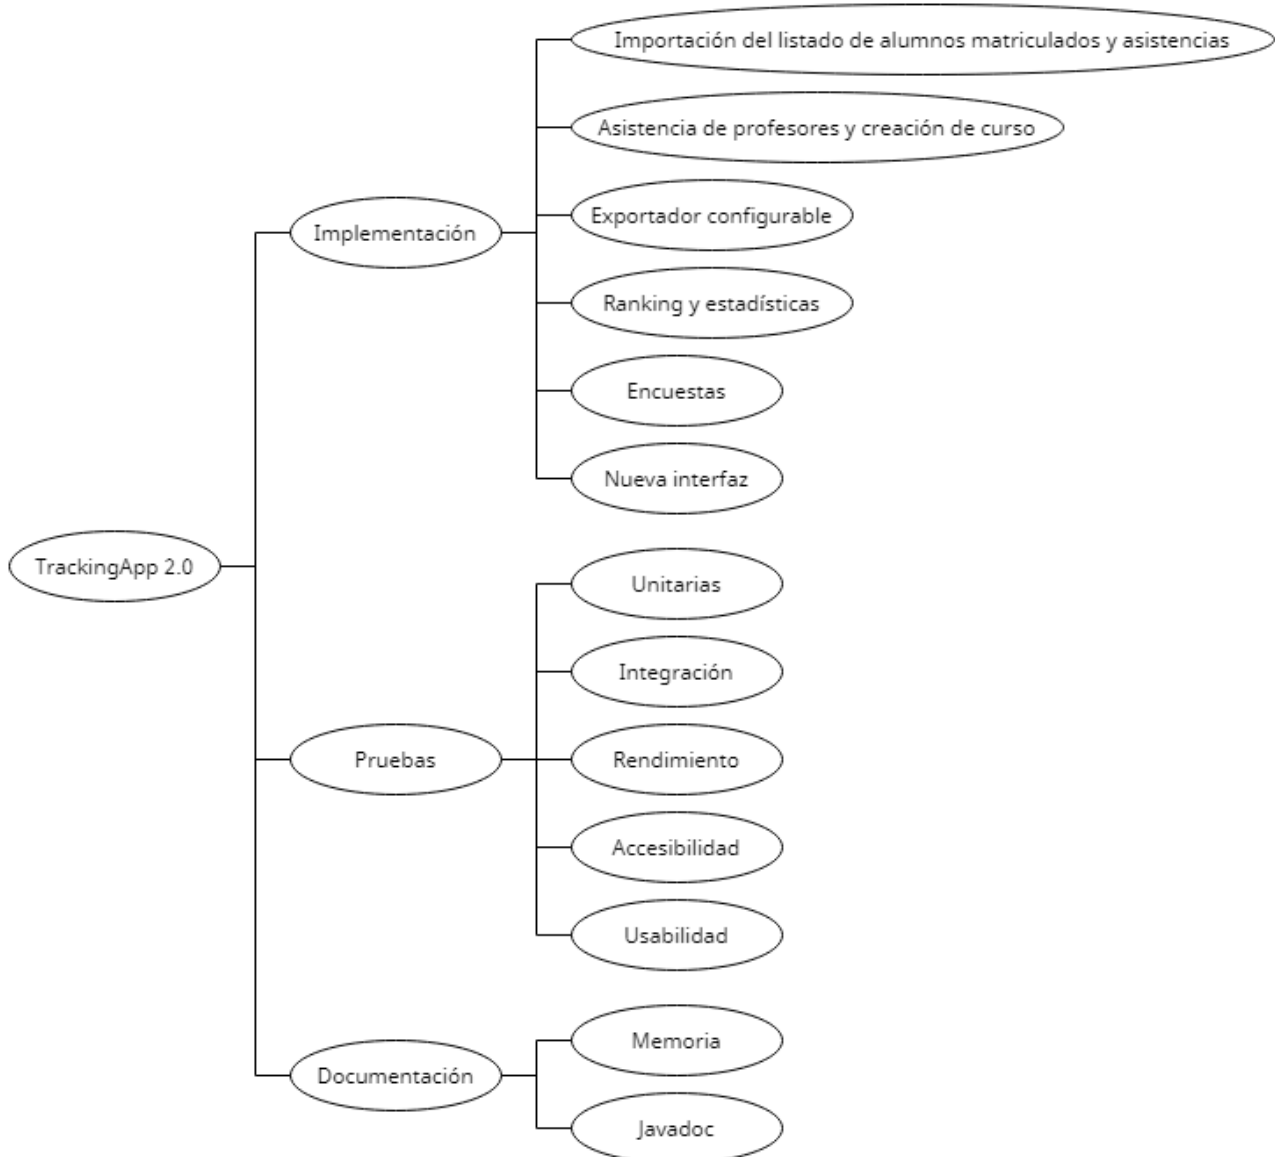 TrackingApp 2.0
Implementación
Importación del listado de alumnos matriculados y asistencias
Asistencia de profesores y creación de curso
Exportador configurable
Ranking y estadísticas
Encuestas
Nueva interfaz
Pruebas
Unitarias
Integración
Rendimiento
Accesibilidad
Usabilidad
Documentación
Memoria
Javadoc